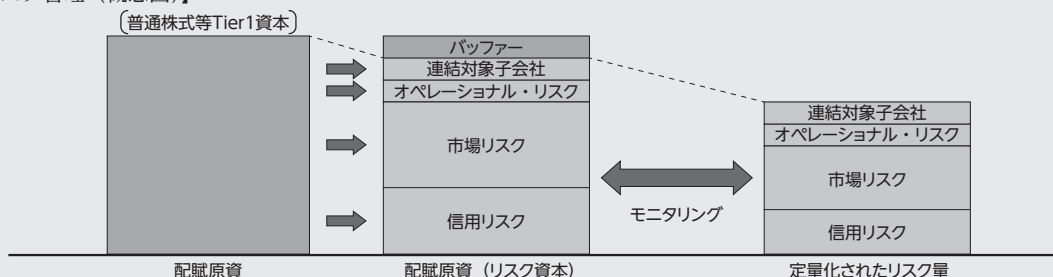 スク管理（概念図）】
（普通株式等Tier1資本）
バッファー
連結対象子会社
オペレーショナル・リスク
市場リスク
信用リスク
モニタリング
連結対象子会社
オペレーショナル・リスク
市場リスク
信用リスク
配賦原資
配賦原資（リスク資本）
定量化されたリスク量